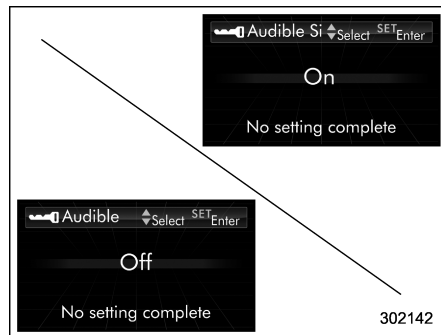 Audible Si Select SET Enter
On
No setting complete
Audible Select SET Enter
Off
No setting complete
302142